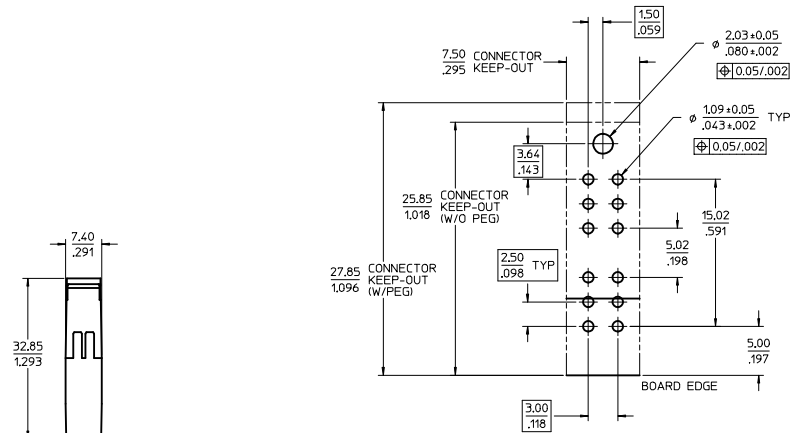 1.50
.059
7.50
.295
CONNECTOR
KEEP-OUT
⌀ 2.03±0.05
.080±.002
⌖ 0.05/.002
⌀ 1.09±0.05
.043±.002
TYP
⌖ 0.05/.002
3.64
.143
25.85
1.018
CONNECTOR
KEEP-OUT
(W/O PEG)
15.02
.591
5.02
.198
7.40
.291
27.85
1.096
CONNECTOR
KEEP-OUT
(W/PEG)
2.50
.098
TYP
32.85
1.293
5.00
.197
BOARD EDGE
3.00
.118